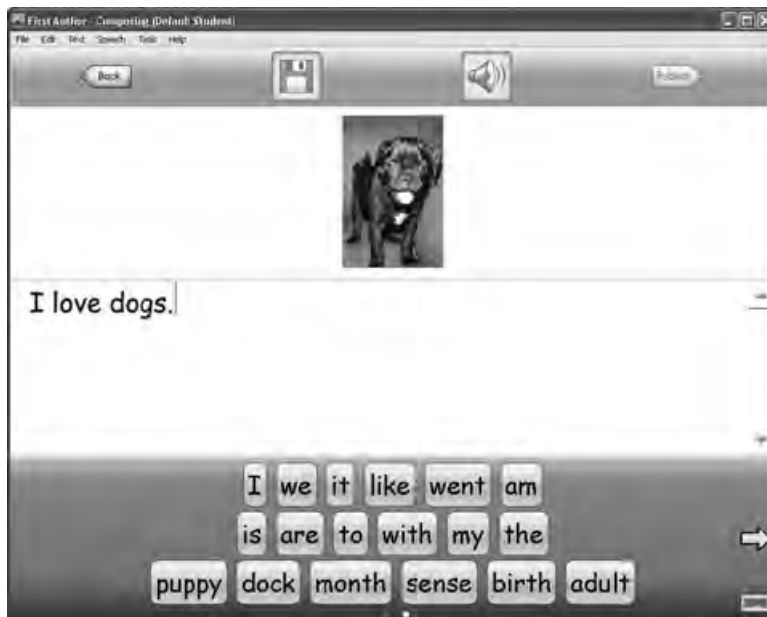 First Author - Composing (Default Student)
File Edit Text Speech Tools Help
Back
Publish
I love dogs.
I we it like went am
is are to with my the
puppy dock month sense birth adult